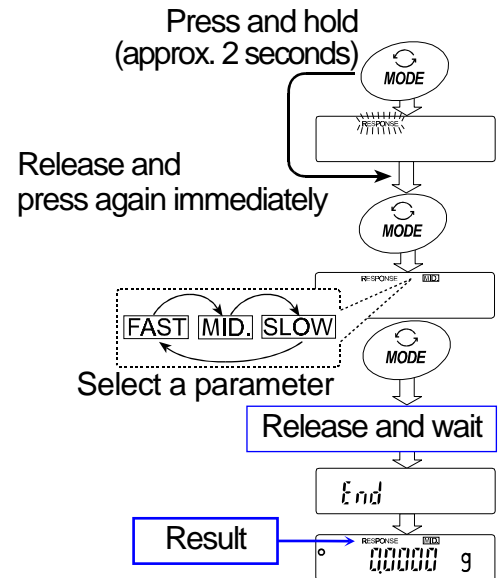 Press and hold
(approx. 2 seconds)
MODE
RESPONSE
Release and
press again immediately
MODE
RESPONSE MID.
FAST MID. SLOW
MODE
Select a parameter
Release and wait
End
Result
RESPONSE MID.
0.0000 g